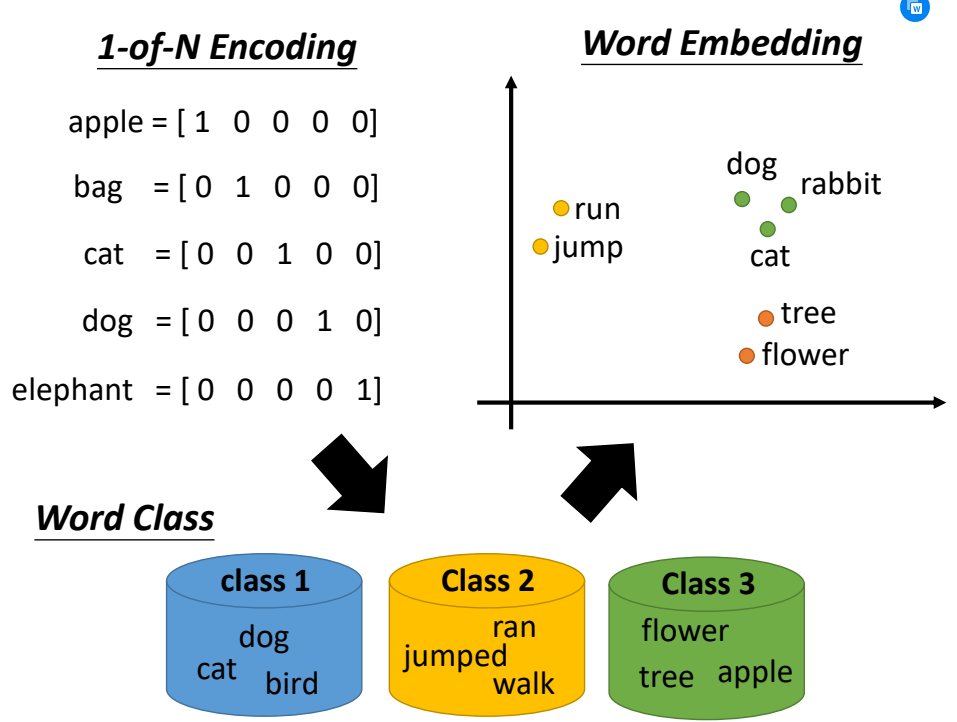 1-of-N Encoding
apple = [ 1 0 0 0 0]
bag = [ 0 1 0 0 0]
cat = [ 0 0 1 0 0]
dog = [ 0 0 0 1 0]
elephant = [ 0 0 0 0 1]
Word Embedding
dog
rabbit
run
jump
cat
tree
flower
Word Class
class 1
dog
cat
bird
Class 2
ran
jumped
walk
Class 3
flower
tree apple
W